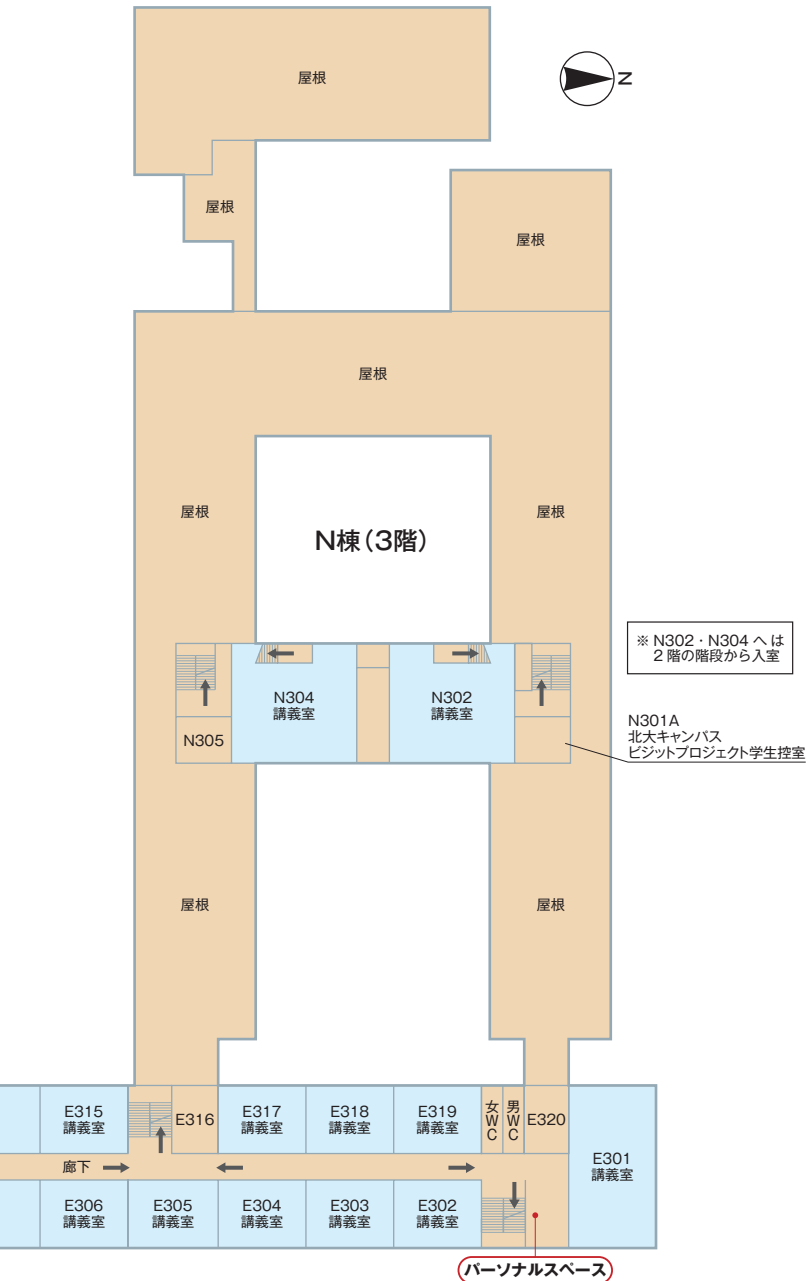 屋根
N
屋根
屋根
屋根
屋根
N棟(3階)
屋根
※ N302・N304 へは
2階の階段から入室
N304
講義室
N302
講義室
N305
N301A
北大キャンパス
ビジットプロジェクト学生控室
屋根
屋根
E315
講義室
E316
E317
講義室
E318
講義室
E319
講義室
女WC
男WC
E320
E301
講義室
廊下
E306
講義室
E305
講義室
E304
講義室
E303
講義室
E302
講義室
パーソナルスペース